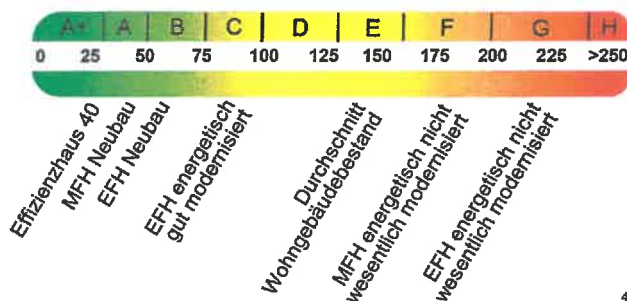 A+ A B C D E F G H
0 25 50 75 100 125 150 175 200 225 >250
Effizienzhaus 40
MFH Neubau
EFH Neubau
EFH energetisch
gut modernisiert
Durchschnitt
Wohngebäudebestand
MFH energetisch nicht
wesentlich modernisiert
EFH energetisch nicht
wesentlich modernisiert